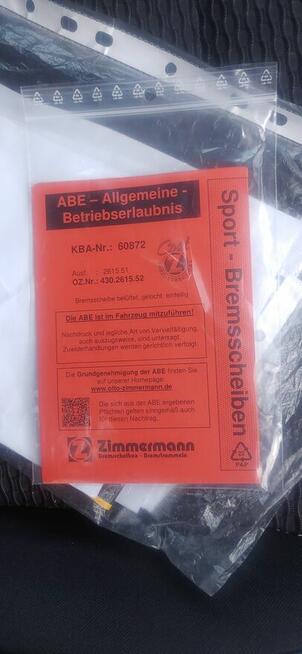 ABE – Allgemeine -
Betriebserlaubnis
KBA-Nr.: 60872
Ausf.: 2615.51
OZ.Nr.: 430.2615.52
Bremsscheibe belüftet, gelocht, einteilig
Die ABE ist im Fahrzeug mitzuführen!
Nachdruck und jegliche Art von Vervielfältigung,
auch auszugsweise, sind untersagt.
Zuwiderhandlungen werden gerichtlich verfolgt.
Die Grundgenehmigung der ABE finden Sie
auf unserer Homepage:
www.otto-zimmermann.de
Die sich aus der ABE ergebenen
Pflichten gelten sinngemäß auch
für diesen Nachtrag.
Zimmermann
Bremsscheiben - Bremstrommeln
Sport - Bremsscheiben
PAP